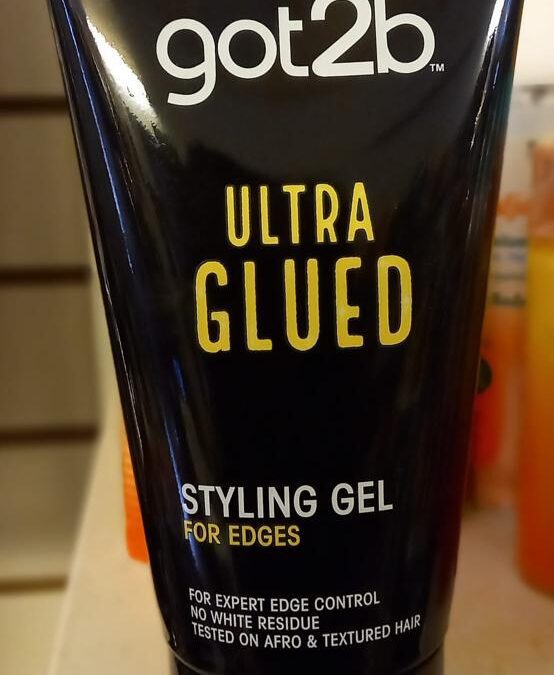 got2b™
ULTRA
GLUED
STYLING GEL
FOR EDGES
FOR EXPERT EDGE CONTROL
NO WHITE RESIDUE
TESTED ON AFRO & TEXTURED HAIR